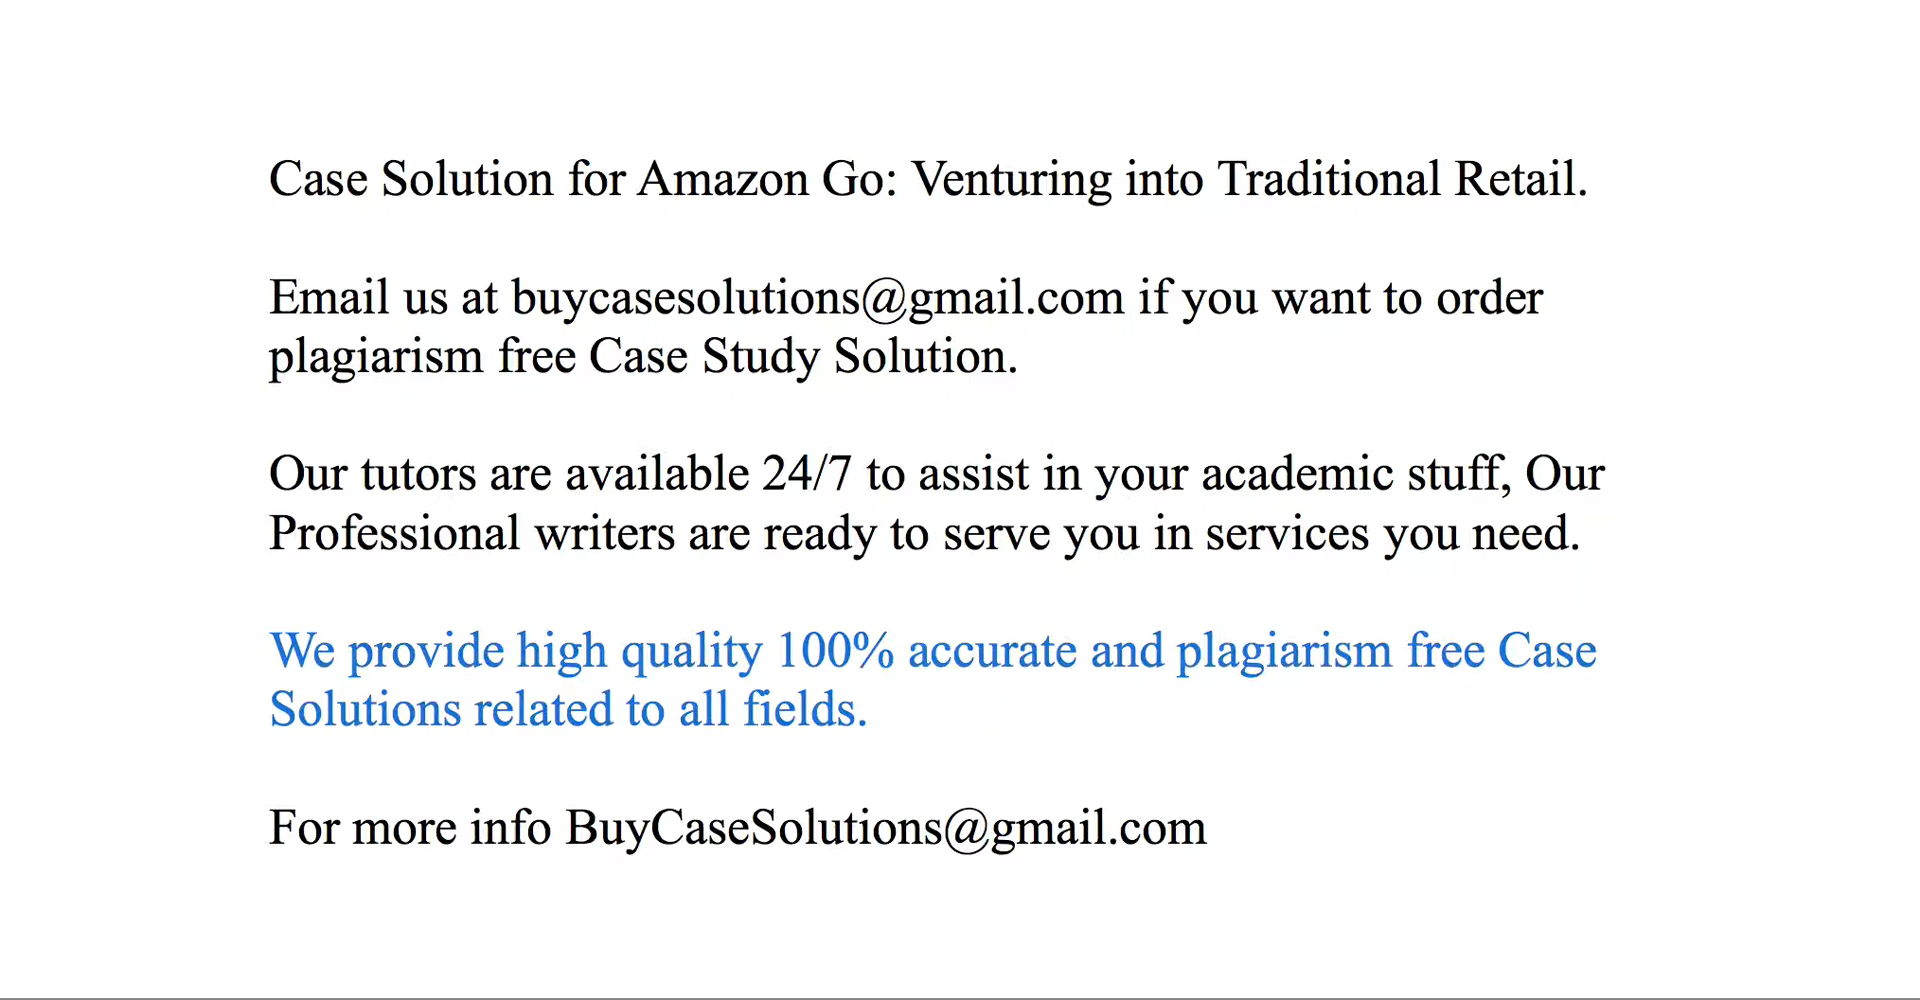 Case Solution for Amazon Go: Venturing into Traditional Retail.
Email us at buycasesolutions@gmail.com if you want to order
plagiarism free Case Study Solution.
Our tutors are available 24/7 to assist in your academic stuff, Our
Professional writers are ready to serve you in services you need.
We provide high quality 100% accurate and plagiarism free Case
Solutions related to all fields.
For more info BuyCaseSolutions@gmail.com